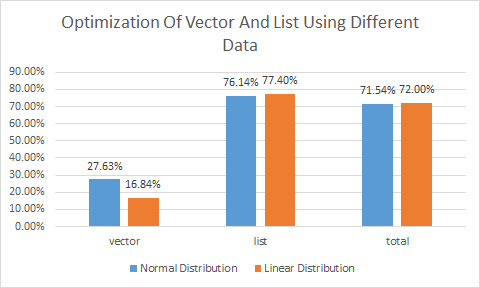 Optimization Of Vector And List Using Different
Data
90.00%
80.00%
70.00%
60.00%
50.00%
40.00%
30.00%
20.00%
10.00%
0.00%
27.63%
16.84%
76.14%
77.40%
71.54%
72.00%
vector
list
total
Normal Distribution
Linear Distribution